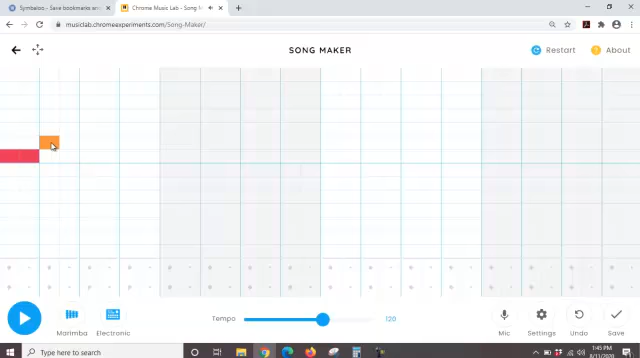 Symbaloo - Save bookmarks an
Chrome Music Lab - Song M
musiclab.chromeexperiments.com/Song-Maker/
SONG MAKER
Restart
About
Tempo
120
Marimba
Electronic
Mic
Settings
Undo
Save
Type here to search
1:45 PM
8/11/2020